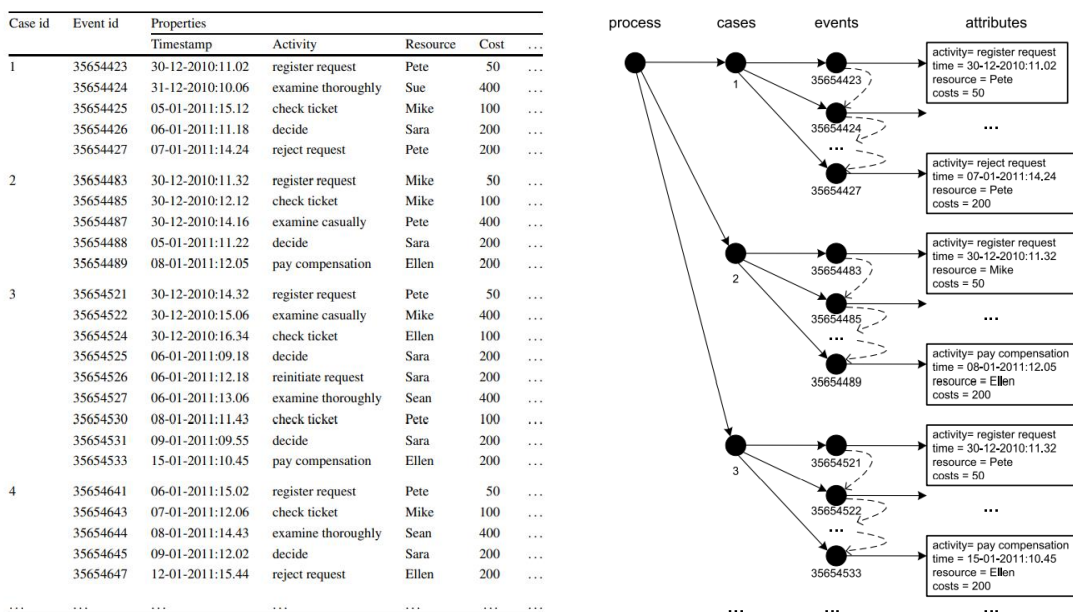 Case id Event id Properties
Timestamp Activity Resource Cost ...
1 35654423 30-12-2010:11.02 register request Pete 50 ...
35654424 31-12-2010:10.06 examine thoroughly Sue 400 ...
35654425 05-01-2011:15.12 check ticket Mike 100 ...
35654426 06-01-2011:11.18 decide Sara 200 ...
35654427 07-01-2011:14.24 reject request Pete 200 ...
2 35654483 30-12-2010:11.32 register request Mike 50 ...
35654485 30-12-2010:12.12 check ticket Mike 100 ...
35654487 30-12-2010:14.16 examine casually Pete 400 ...
35654488 05-01-2011:11.22 decide Sara 200 ...
35654489 08-01-2011:12.05 pay compensation Ellen 200 ...
3 35654521 30-12-2010:14.32 register request Pete 50 ...
35654522 30-12-2010:15.06 examine casually Mike 400 ...
35654524 30-12-2010:16.34 check ticket Ellen 100 ...
35654525 06-01-2011:09.18 decide Sara 200 ...
35654526 06-01-2011:12.18 reinitiate request Sara 200 ...
35654527 06-01-2011:13.06 examine thoroughly Sean 400 ...
35654530 08-01-2011:11.43 check ticket Pete 100 ...
35654531 09-01-2011:09.55 decide Sara 200 ...
35654533 15-01-2011:10.45 pay compensation Ellen 200 ...
4 35654641 06-01-2011:15.02 register request Pete 50 ...
35654643 07-01-2011:12.06 check ticket Mike 100 ...
35654644 08-01-2011:14.43 examine thoroughly Sean 400 ...
35654645 09-01-2011:12.02 decide Sara 200 ...
35654647 12-01-2011:15.44 reject request Ellen 200 ...
... ... ... ... ... ... ...
process cases events attributes
1
35654423
activity= register request
time = 30-12-2010:11.02
resource = Pete
costs = 50
35654424
...
...
35654427
activity= reject request
time = 07-01-2011:14.24
resource = Pete
costs = 200
2
35654483
activity= register request
time = 30-12-2010:11.32
resource = Mike
costs = 50
35654485
...
...
35654489
activity= pay compensation
time = 08-01-2011:12.05
resource = Ellen
costs = 200
3
35654521
activity= register request
time = 30-12-2010:11.32
resource = Pete
costs = 50
35654522
...
...
35654533
activity= pay compensation
time = 15-01-2011:10.45
resource = Ellen
costs = 200
... ... ...